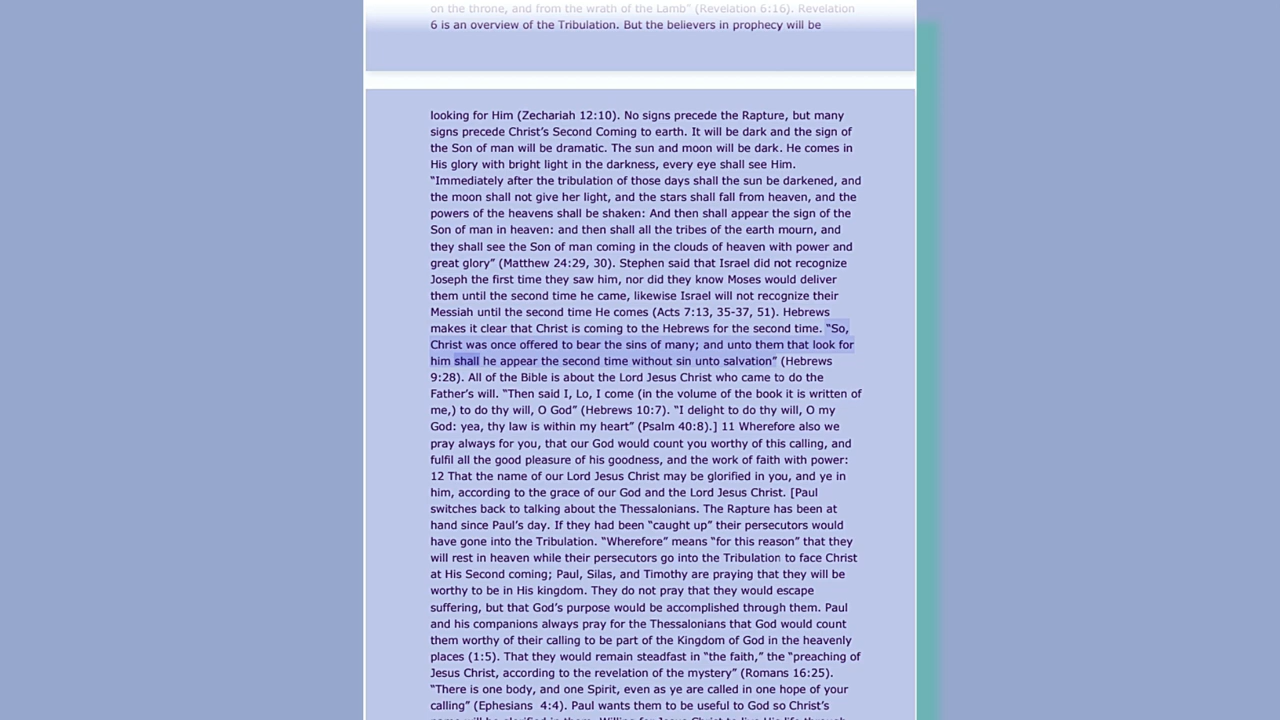 on the throne, and from the wrath of the Lamb” (Revelation 6:16). Revelation
6 is an overview of the Tribulation. But the believers in prophecy will be
looking for Him (Zechariah 12:10). No signs precede the Rapture, but many
signs precede Christ’s Second Coming to earth. It will be dark and the sign of
the Son of man will be dramatic. The sun and moon will be dark. He comes in
His glory with bright light in the darkness, every eye shall see Him.
“Immediately after the tribulation of those days shall the sun be darkened, and
the moon shall not give her light, and the stars shall fall from heaven, and the
powers of the heavens shall be shaken: And then shall appear the sign of the
Son of man in heaven: and then shall all the tribes of the earth mourn, and
they shall see the Son of man coming in the clouds of heaven with power and
great glory” (Matthew 24:29, 30). Stephen said that Israel did not recognize
Joseph the first time they saw him, nor did they know Moses would deliver
them until the second time he came, likewise Israel will not recognize their
Messiah until the second time He comes (Acts 7:13, 35-37, 51). Hebrews
makes it clear that Christ is coming to the Hebrews for the second time. “So,
Christ was once offered to bear the sins of many; and unto them that look for
him shall he appear the second time without sin unto salvation” (Hebrews
9:28). All of the Bible is about the Lord Jesus Christ who came to do the
Father’s will. “Then said I, Lo, I come (in the volume of the book it is written of
me,) to do thy will, O God” (Hebrews 10:7). “I delight to do thy will, O my
God: yea, thy law is within my heart” (Psalm 40:8).] 11 Wherefore also we
pray always for you, that our God would count you worthy of this calling, and
fulfil all the good pleasure of his goodness, and the work of faith with power:
12 That the name of our Lord Jesus Christ may be glorified in you, and ye in
him, according to the grace of our God and the Lord Jesus Christ. [Paul
switches back to talking about the Thessalonians. The Rapture has been at
hand since Paul’s day. If they had been “caught up” their persecutors would
have gone into the Tribulation. “Wherefore” means “for this reason” that they
will rest in heaven while their persecutors go into the Tribulation to face Christ
at His Second coming; Paul, Silas, and Timothy are praying that they will be
worthy to be in His kingdom. They do not pray that they would escape
suffering, but that God’s purpose would be accomplished through them. Paul
and his companions always pray for the Thessalonians that God would count
them worthy of their calling to be part of the Kingdom of God in the heavenly
places (1:5). That they would remain steadfast in “the faith,” the “preaching of
Jesus Christ, according to the revelation of the mystery” (Romans 16:25).
“There is one body, and one Spirit, even as ye are called in one hope of your
calling” (Ephesians 4:4). Paul wants them to be useful to God so Christ’s